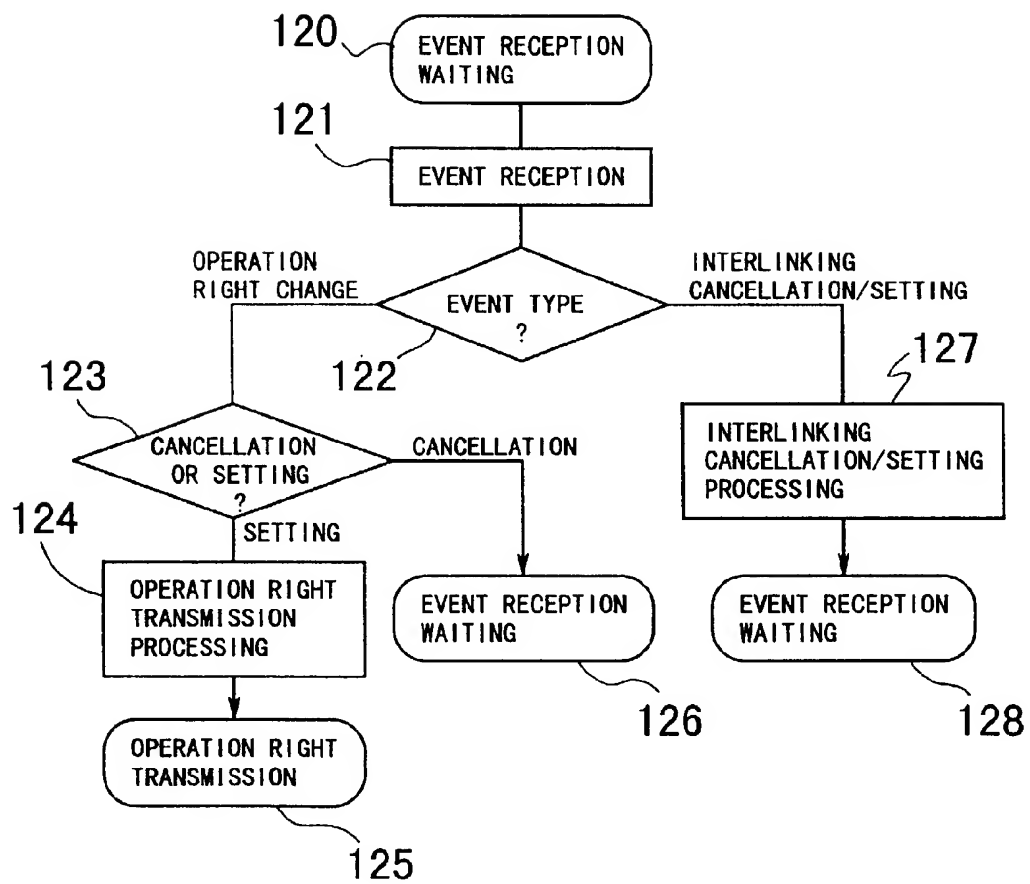 120
EVENT RECEPTION
WAITING
121
EVENT RECEPTION
OPERATION
RIGHT CHANGE
INTERLINKING
CANCELLATION/SETTING
EVENT TYPE
?
122
123
127
CANCELLATION
OR SETTING
?
CANCELLATION
INTERLINKING
CANCELLATION/SETTING
PROCESSING
124
SETTING
OPERATION RIGHT
TRANSMISSION
PROCESSING
EVENT RECEPTION
WAITING
EVENT RECEPTION
WAITING
126
128
OPERATION RIGHT
TRANSMISSION
125